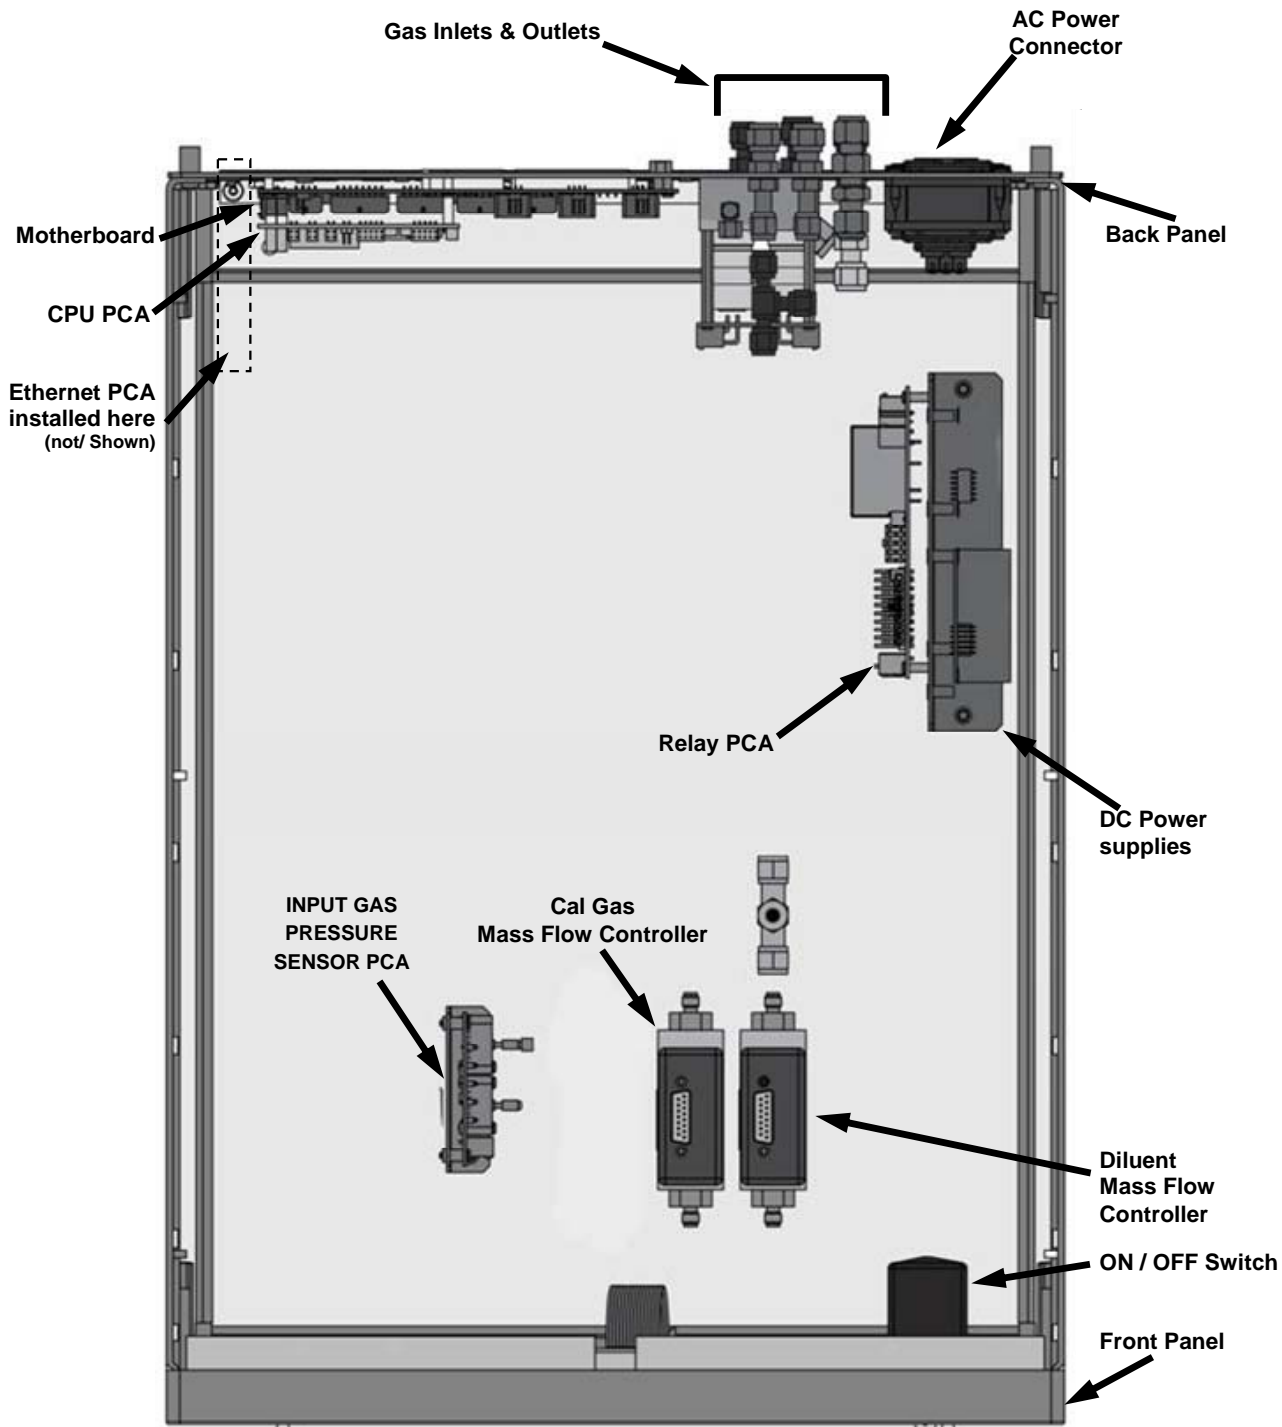 Gas Inlets & Outlets
AC Power
Connector
Motherboard
Back Panel
CPU PCA
Ethernet PCA
installed here
(not/ Shown)
Relay PCA
DC Power
supplies
INPUT GAS
PRESSURE
SENSOR PCA
Cal Gas
Mass Flow Controller
Diluent
Mass Flow
Controller
ON / OFF Switch
Front Panel